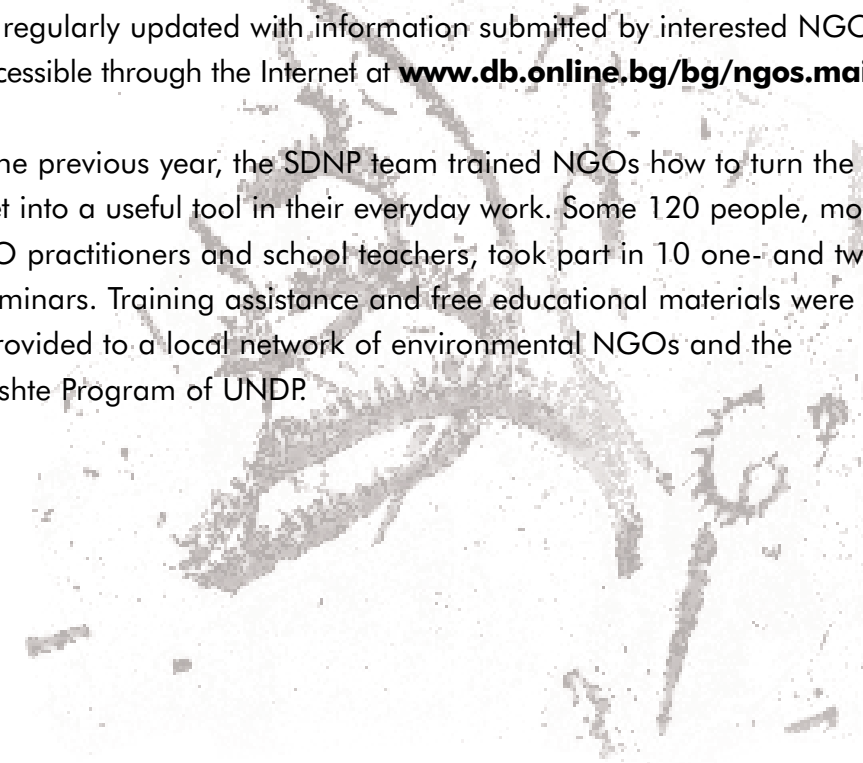 regularly updated with information submitted by interested NGO
cessible through the Internet at www.db.online.bg/bg/ngos.mai
he previous year, the SDNP team trained NGOs how to turn the
t into a useful tool in their everyday work. Some 120 people, mo
O practitioners and school teachers, took part in 10 one- and tw
minars. Training assistance and free educational materials were
rovided to a local network of environmental NGOs and the
shte Program of UNDP.